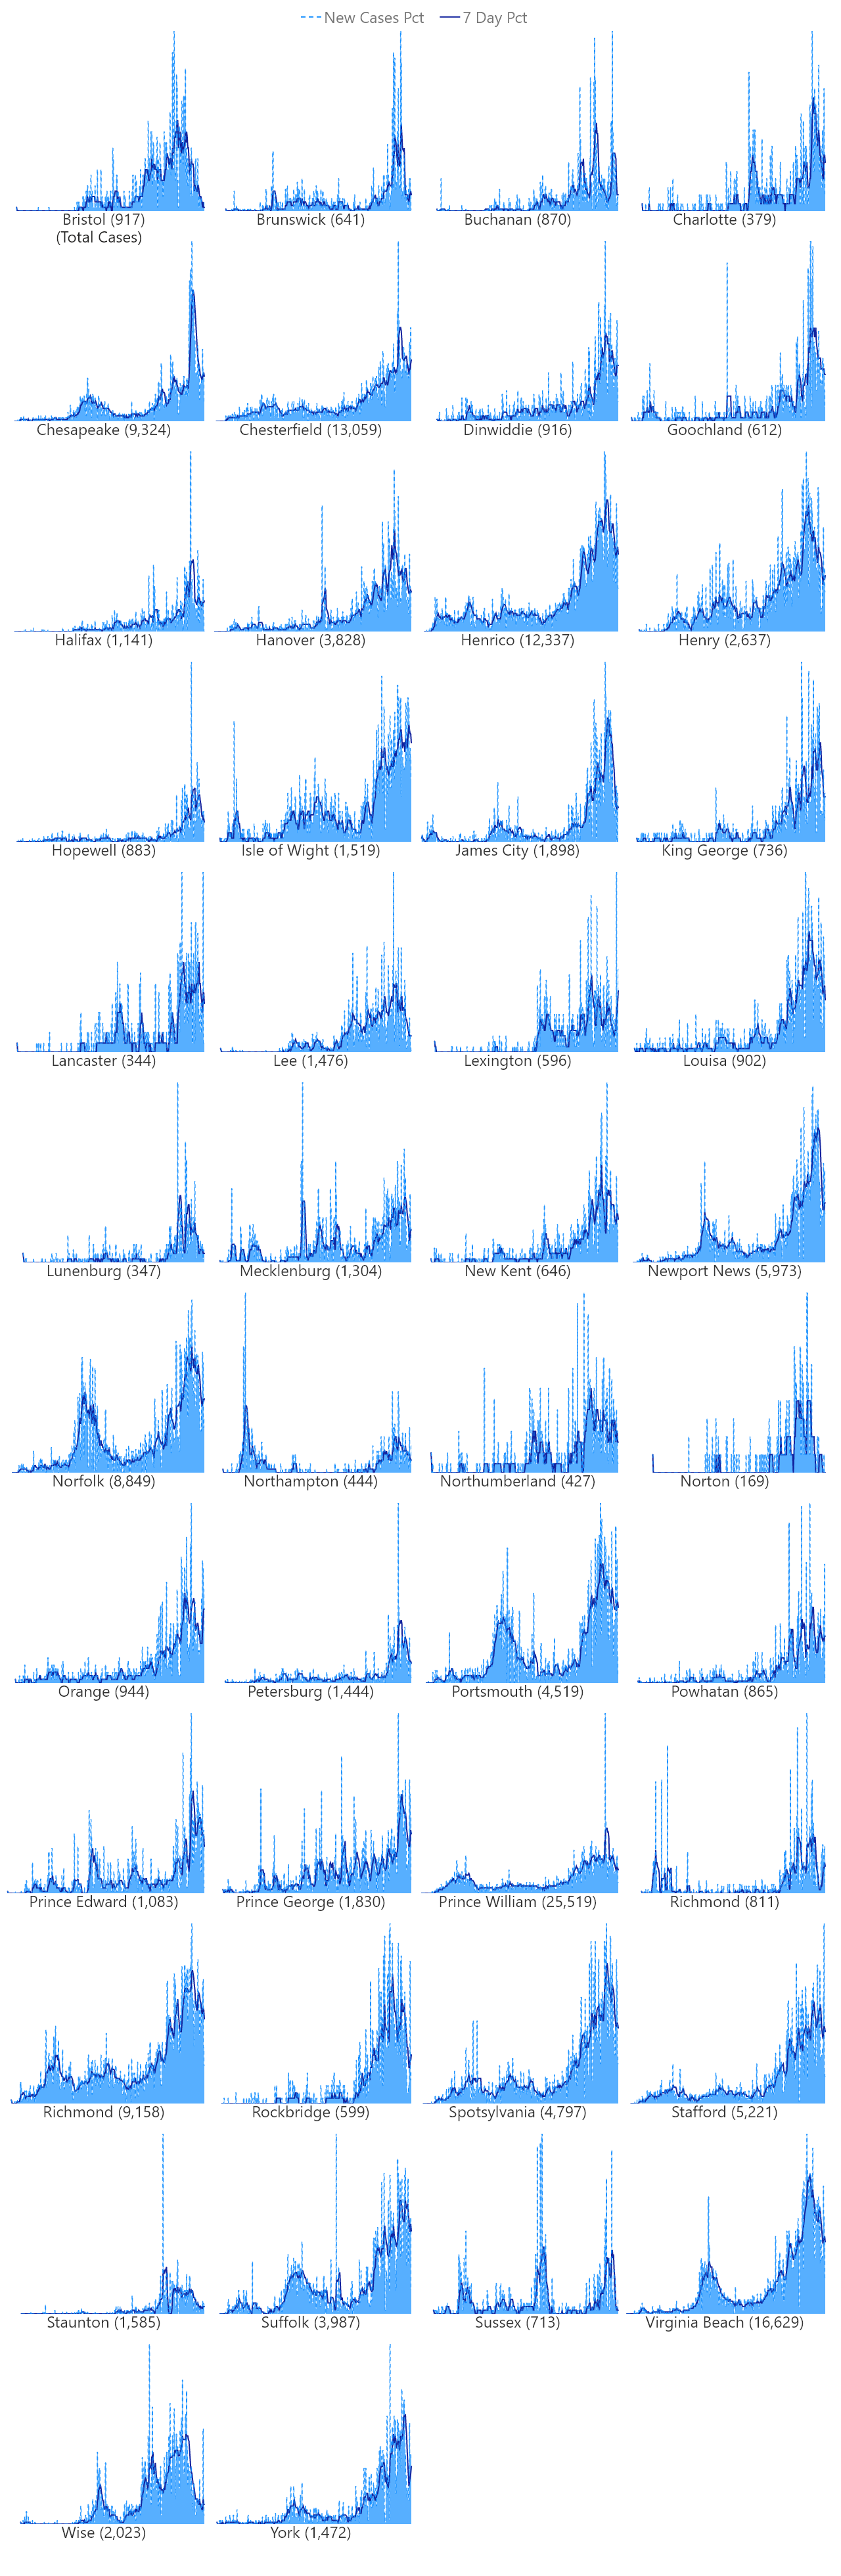 New Cases Pct 7 Day Pct
Bristol (917) Brunswick (641) Buchanan (870) Charlotte (379)
(Total Cases)
Chesapeake (9,324) Chesterfield (13,059) Dinwiddie (916) Goochland (612)
Halifax (1,141) Hanover (3,828) Henrico (12,337) Henry (2,637)
Hopewell (883) Isle of Wight (1,519) James City (1,898) King George (736)
Lancaster (344) Lee (1,476) Lexington (596) Louisa (902)
Lunenburg (347) Mecklenburg (1,304) New Kent (646) Newport News (5,973)
Norfolk (8,849) Northampton (444) Northumberland (427) Norton (169)
Orange (944) Petersburg (1,444) Portsmouth (4,519) Powhatan (865)
Prince Edward (1,083) Prince George (1,830) Prince William (25,519) Richmond (811)
Richmond (9,158) Rockbridge (599) Spotsylvania (4,797) Stafford (5,221)
Staunton (1,585) Suffolk (3,987) Sussex (713) Virginia Beach (16,629)
Wise (2,023) York (1,472)